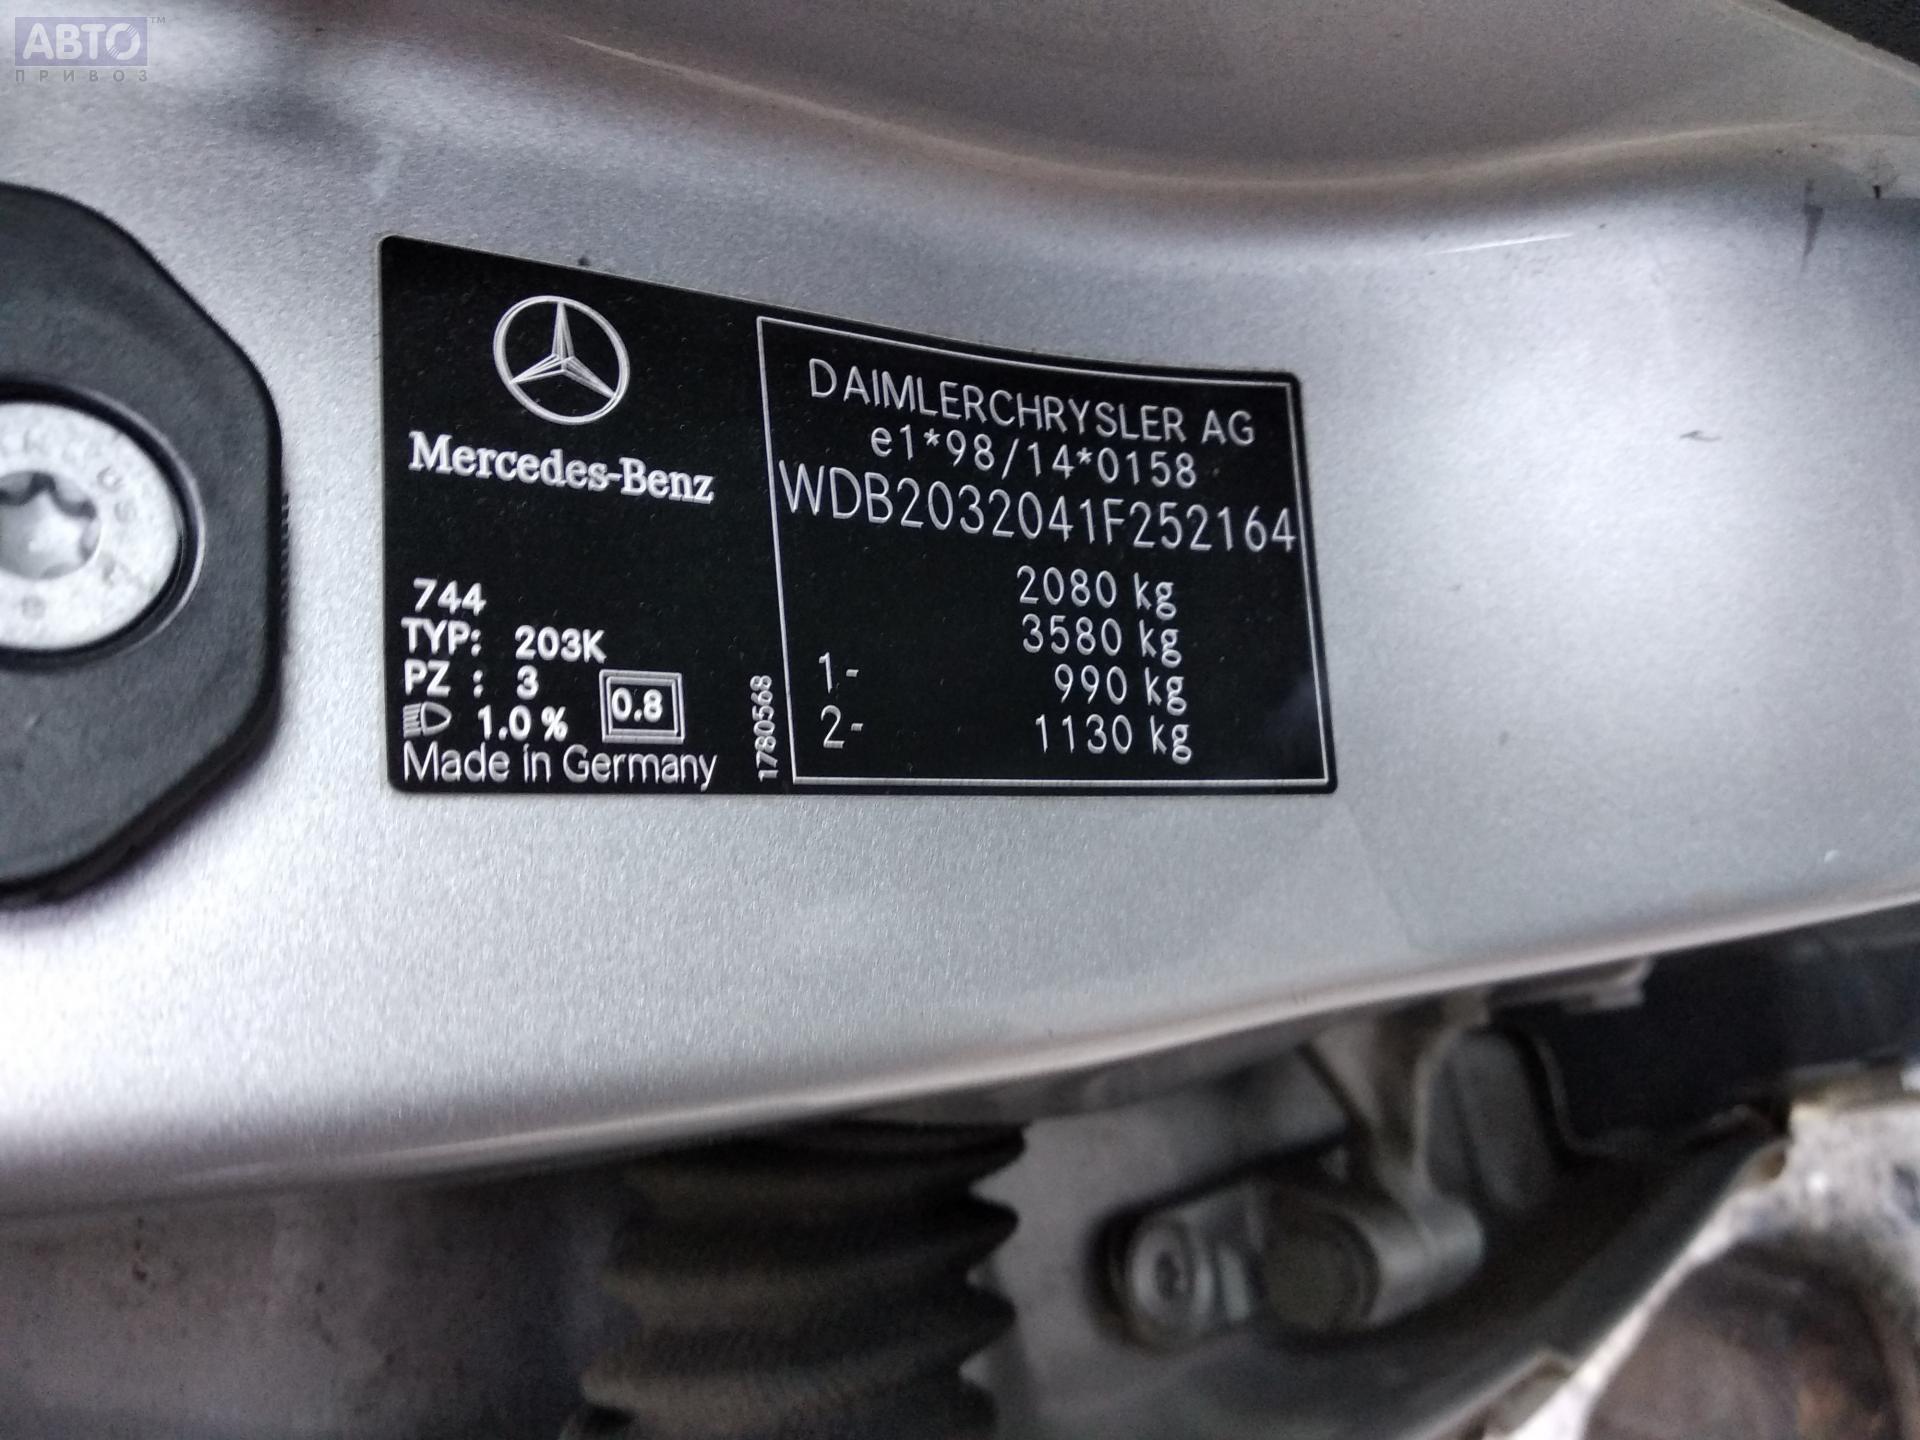 АВТО™
ПРИВОЗ
Mercedes-Benz
DAIMLERCHRYSLER AG
e1*98/14*0158
WDB2032041F252164
2080 kg
3580 kg
1- 990 kg
2- 1130 kg
744
TYP: 203K
PZ : 3
1.0 % 0.8
Made in Germany
1780568